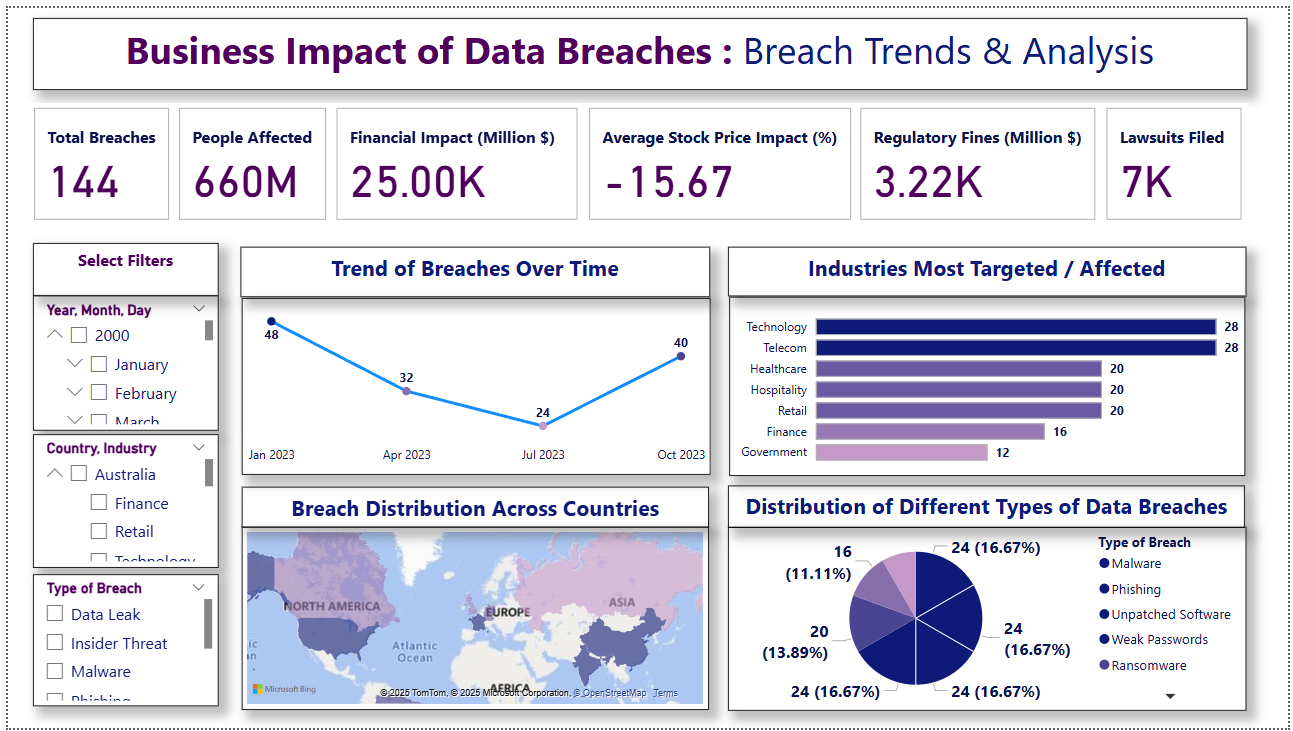 Business Impact of Data Breaches : Breach Trends & Analysis
Total Breaches
144
People Affected
660M
Financial Impact (Million $)
25.00K
Average Stock Price Impact (%)
-15.67
Regulatory Fines (Million $)
3.22K
Lawsuits Filed
7K
Select Filters
Year, Month, Day
2000
January
February
March
Country, Industry
Australia
Finance
Retail
Technology
Type of Breach
Data Leak
Insider Threat
Malware
Phishing
Trend of Breaches Over Time
48
32
24
40
Jan 2023
Apr 2023
Jul 2023
Oct 2023
Industries Most Targeted / Affected
Technology 28
Telecom 28
Healthcare 20
Hospitality 20
Retail 20
Finance 16
Government 12
Breach Distribution Across Countries
NORTH AMERICA
EUROPE
ASIA
Atlantic
Ocean
AFRICA
Microsoft Bing
© 2025 TomTom, © 2025 Microsoft Corporation, © OpenStreetMap Terms
Distribution of Different Types of Data Breaches
24 (16.67%)
24
(16.67%)
24 (16.67%)
24 (16.67%)
20
(13.89%)
16
(11.11%)
Type of Breach
Malware
Phishing
Unpatched Software
Weak Passwords
Ransomware